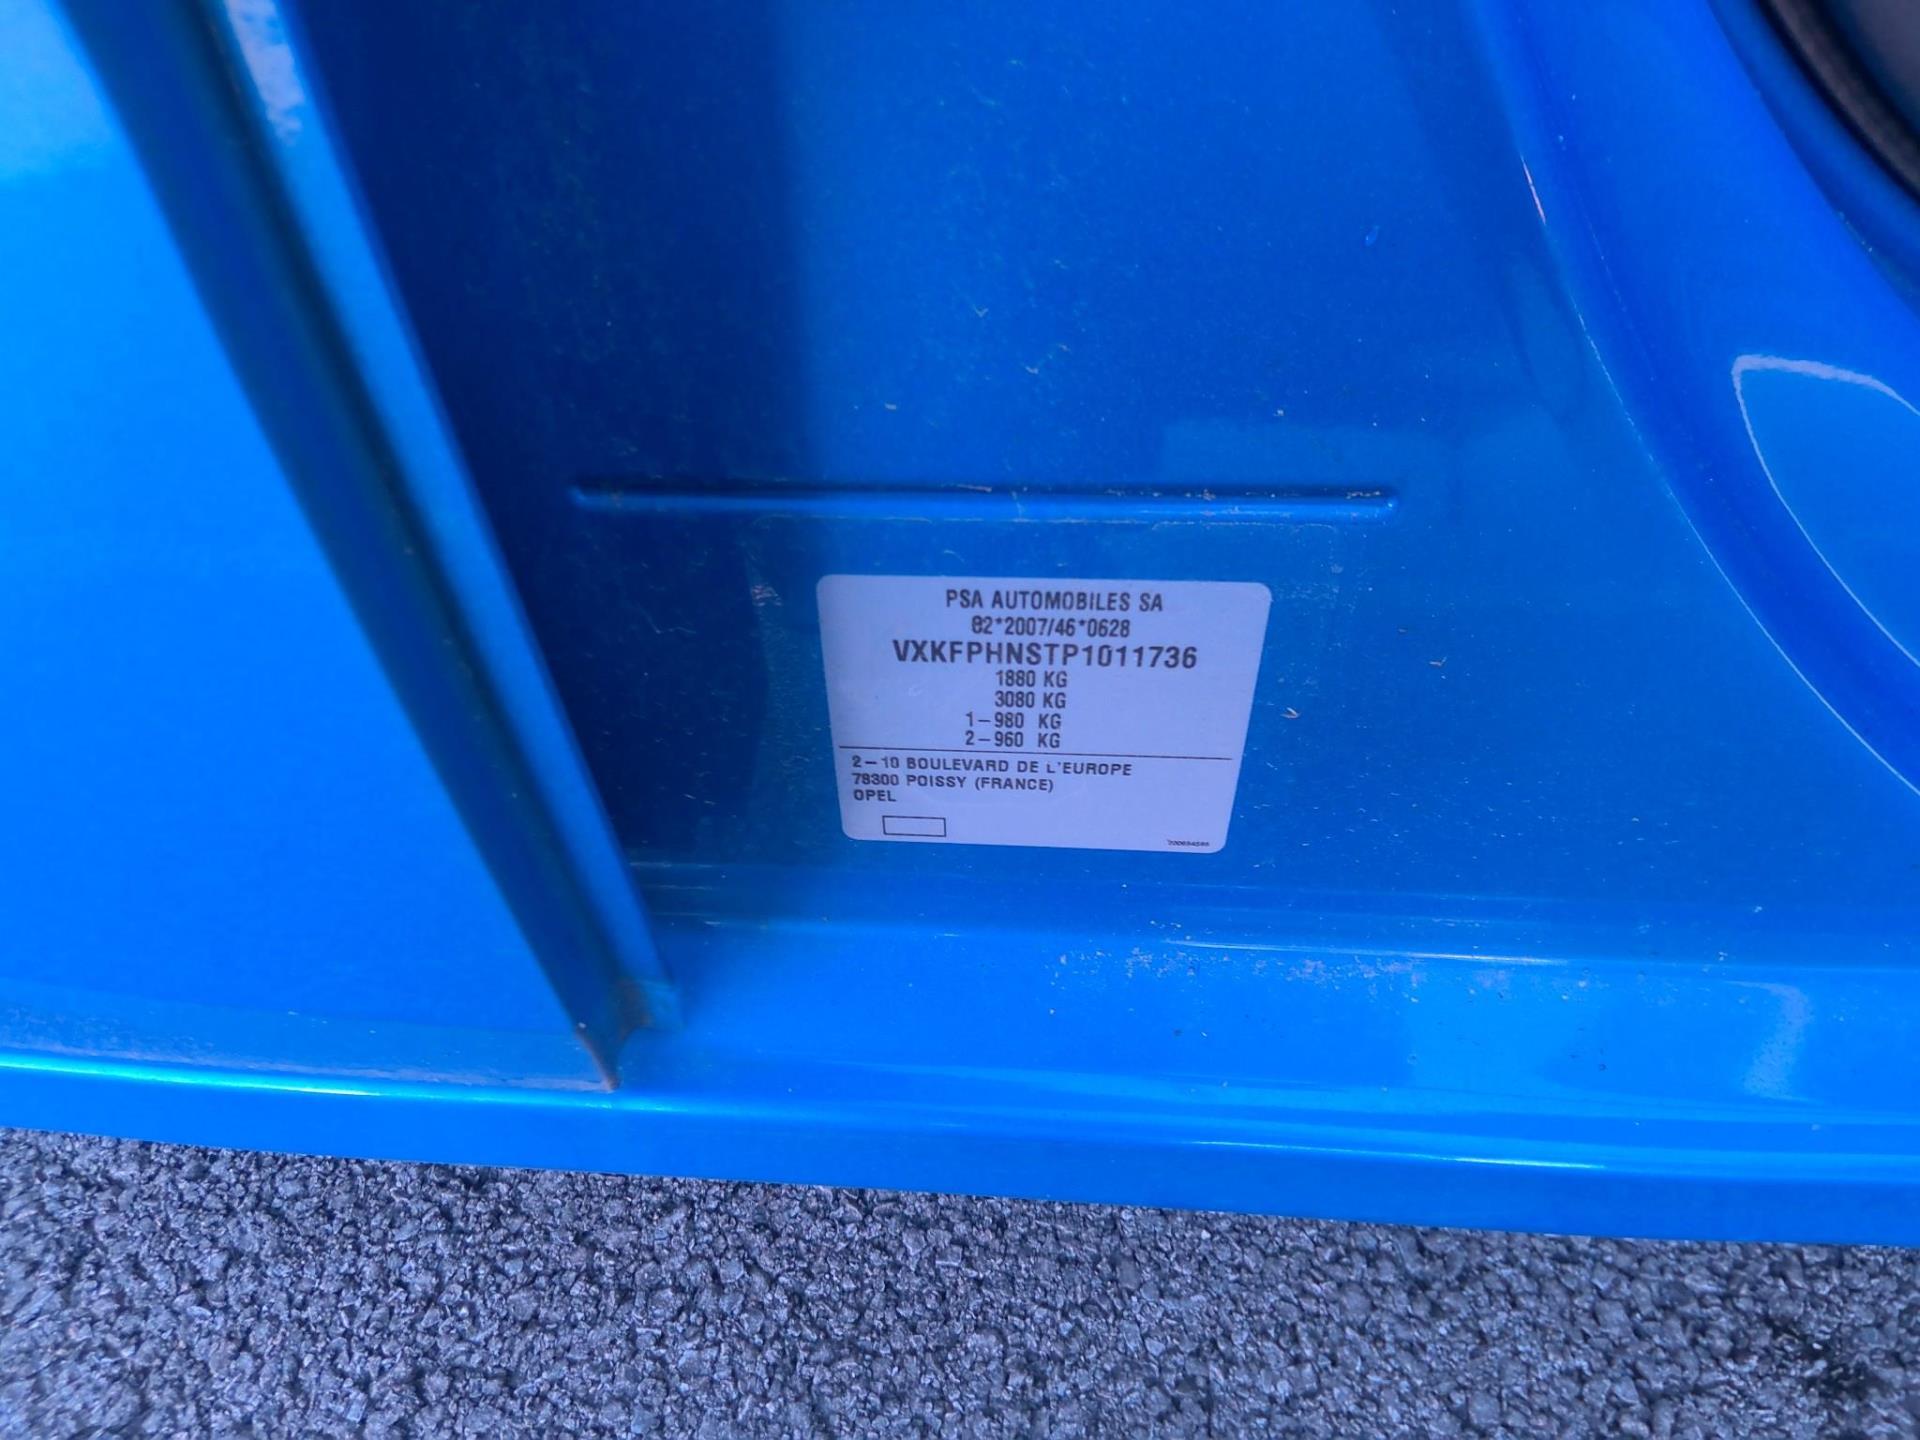 PSA AUTOMOBILES SA
02*2007/46*0628
VXKFPHNSTP1011736
1880 KG
3080 KG
1-980 KG
2-960 KG
2-10 BOULEVARD DE L'EUROPE
78300 POISSY (FRANCE)
OPEL